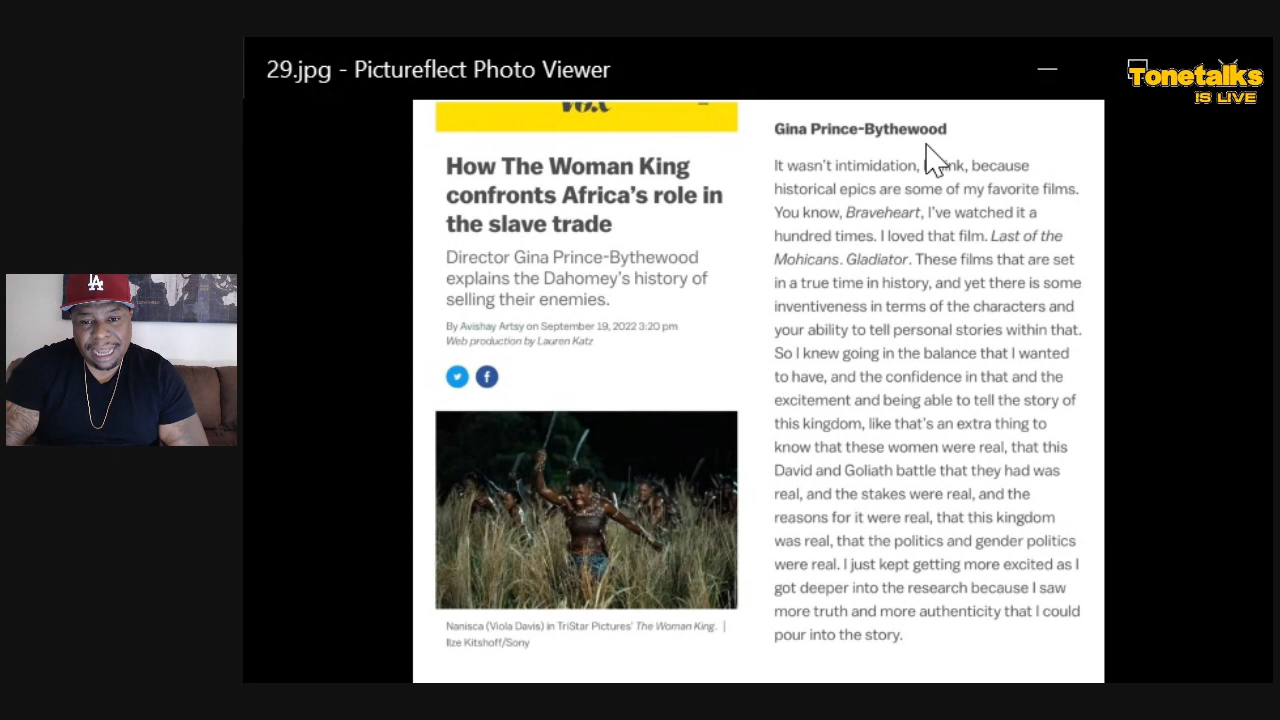 29.jpg - Pictureflect Photo Viewer
Tonetalks
IS LIVE
LA
How The Woman King
confronts Africa's role in
the slave trade
Director Gina Prince-Bythewood
explains the Dahomey's history of
selling their enemies.
By Avishay Artsy on September 19, 2022 3:20 pm
Web production by Lauren Katz
Nanisca (Viola Davis) in TriStar Pictures' The Woman King. |
Ilze Kitshoff/Sony
Gina Prince-Bythewood
It wasn't intimidation, because
historical epics are some of my favorite films.
You know, Braveheart, I've watched it a
hundred times. I loved that film. Last of the
Mohicans. Gladiator. These films that are set
in a true time in history, and yet there is some
inventiveness in terms of the characters and
your ability to tell personal stories within that.
So I knew going in the balance that I wanted
to have, and the confidence in that and the
excitement and being able to tell the story of
this kingdom, like that's an extra thing to
know that these women were real, that this
David and Goliath battle that they had was
real, and the stakes were real, and the
reasons for it were real, that this kingdom
was real, that the politics and gender politics
were real. I just kept getting more excited as I
got deeper into the research because I saw
more truth and more authenticity that I could
pour into the story.